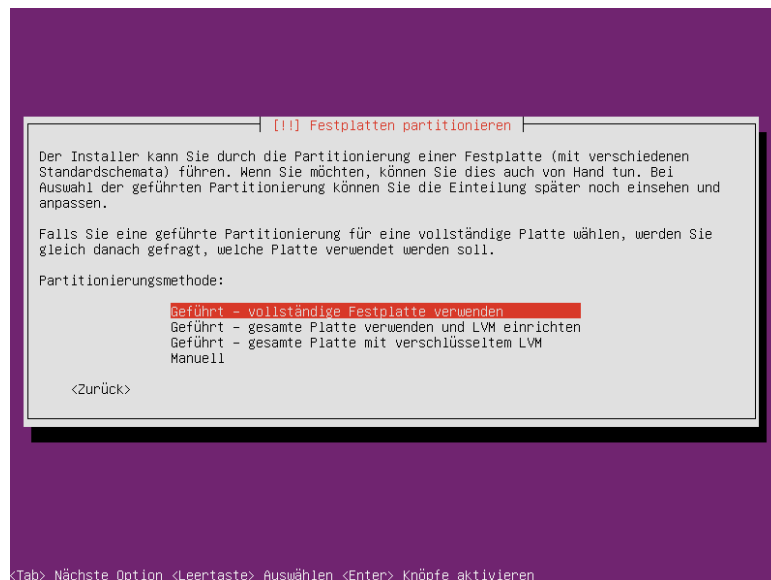 [!!] Festplatten partitionieren
Der Installer kann Sie durch die Partitionierung einer Festplatte (mit verschiedenen
Standardschemata) führen. Wenn Sie möchten, können Sie dies auch von Hand tun. Bei
Auswahl der geführten Partitionierung können Sie die Einteilung später noch einsehen und
anpassen.
Falls Sie eine geführte Partitionierung für eine vollständige Platte wählen, werden Sie
gleich danach gefragt, welche Platte verwendet werden soll.
Partitionierungsmethode:
Geführt - vollständige Festplatte verwenden
Geführt - gesamte Platte verwenden und LVM einrichten
Geführt - gesamte Platte mit verschlüsseltem LVM
Manuell
<Zurück>
<Tab> Nächste Option <Leertaste> Auswählen <Enter> Knöpfe aktivieren